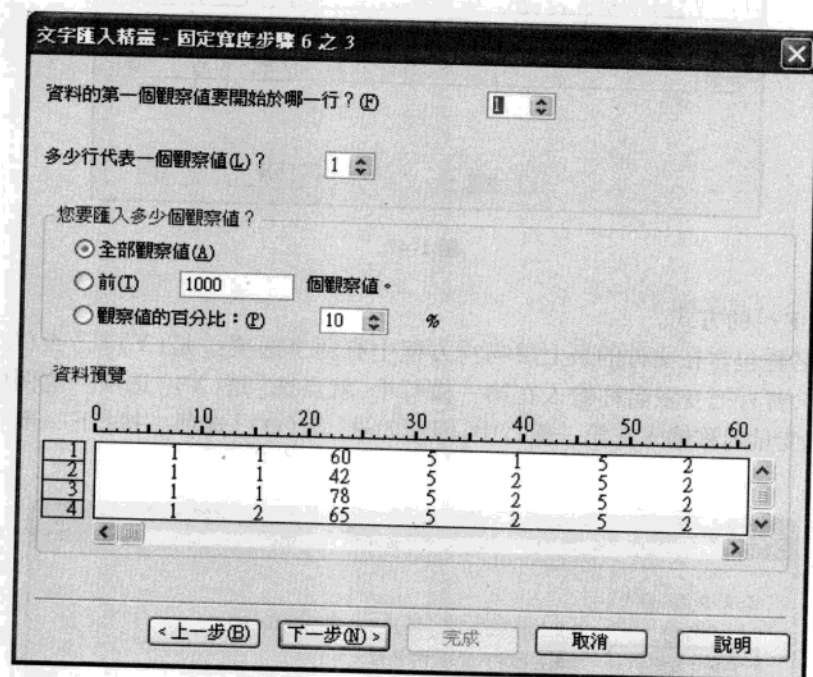 文字匯入精靈 - 固定寬度步驟 6 之 3
資料的第一個觀察值要開始於哪一行？(F) 1
多少行代表一個觀察值(L)？ 1
您要匯入多少個觀察值？
全部觀察值(A)
前(T) 1000 個觀察值。
觀察值的百分比：(P) 10 %
資料預覽
0 10 20 30 40 50 60
1 1 1 60 5 1 5 2
2 1 1 42 5 2 5 2
3 1 1 78 5 2 5 2
4 1 2 65 5 2 5 2
<上一步(B) 下一步(N)> 完成 取消 說明